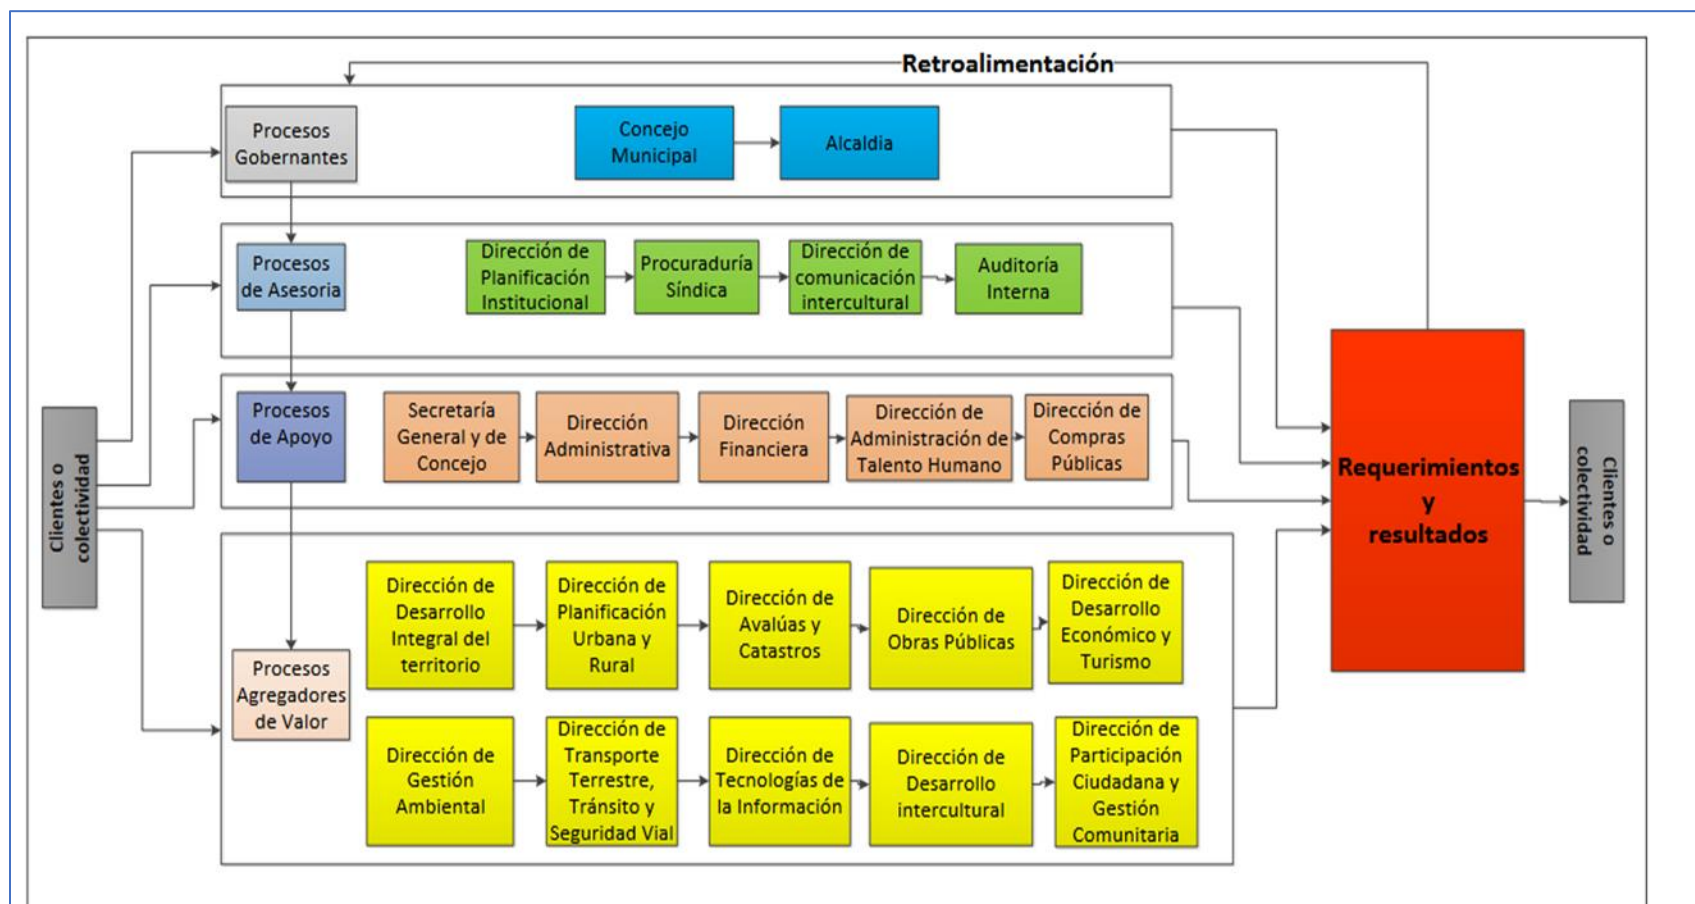 Retroalimentación
Procesos
Gobernantes
Concejo
Municipal
Alcaldia
Procesos
de Asesoria
Dirección de
Planificación
Institucional
Procuraduría
Síndica
Dirección de
comunicación
intercultural
Auditoría
Interna
Procesos
de Apoyo
Secretaría
General y de
Concejo
Dirección
Administrativa
Dirección
Financiera
Dirección de
Administración de
Talento Humano
Dirección de
Compras
Públicas
Clientes o
colectividad
Requerimientos
y
resultados
Clientes o
colectividad
Procesos
Agregadores
de Valor
Dirección de
Desarrollo
Integral del
territorio
Dirección de
Planificación
Urbana y
Rural
Dirección de
Avalúas y
Catastros
Dirección de
Obras Públicas
Dirección de
Desarrollo
Económico y
Turismo
Dirección de
Gestión
Ambiental
Dirección de
Transporte
Terrestre,
Tránsito y
Seguridad Vial
Dirección de
Tecnologías de
la Información
Dirección de
Desarrollo
intercultural
Dirección de
Participación
Ciudadana y
Gestión
Comunitaria